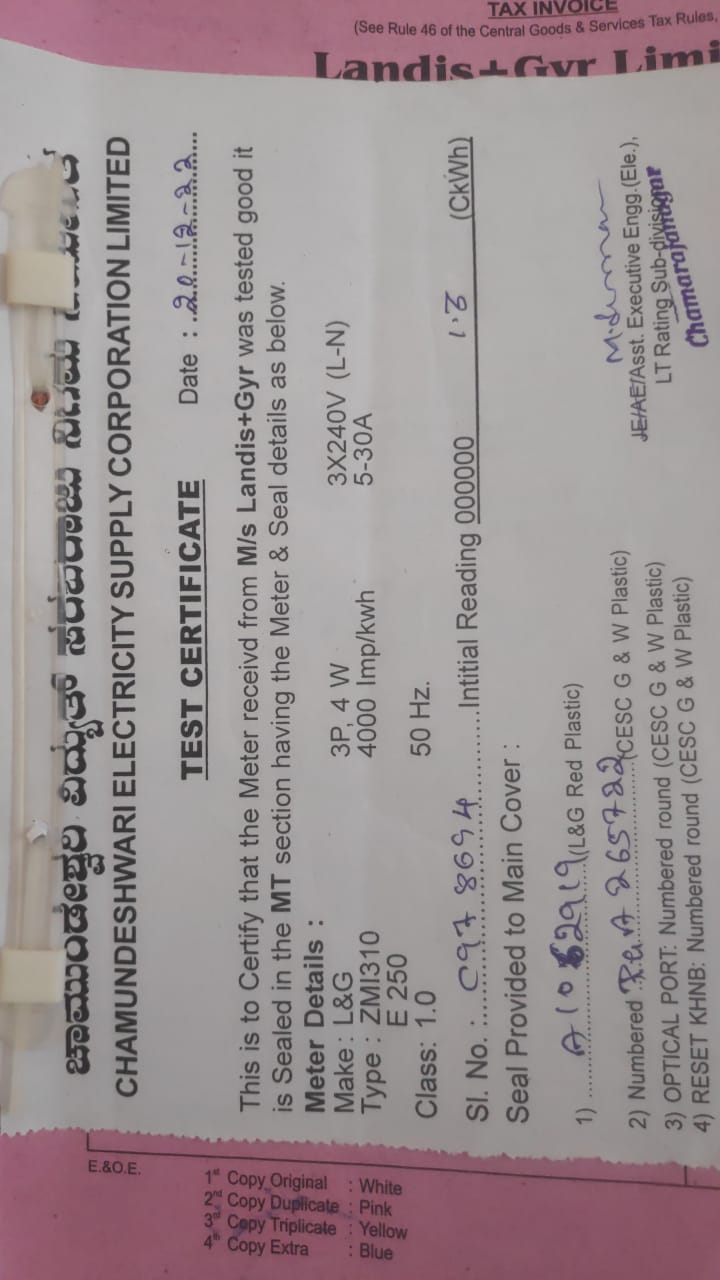 TAX INVOICE
(See Rule 46 of the Central Goods & Services Tax Rules,
Landis+Gyr Limi
ಚಾಮುಂಡೇಶ್ವರಿ ವಿದ್ಯುತ್ ಸರಬರಾಜು ನಿಗಮ
CHAMUNDESHWARI ELECTRICITY SUPPLY CORPORATION LIMITED
TEST CERTIFICATE Date : 20-12-22
This is to Certify that the Meter receivd from M/s Landis+Gyr was tested good it
is Sealed in the MT section having the Meter & Seal details as below.
Meter Details :
Make : L&G 3P, 4 W 3X240V (L-N)
Type : ZMI310 4000 Imp/kwh 5-30A
E 250
Class: 1.0 50 Hz.
Sl. No. : C978694 Intitial Reading 000000 1.3 (CkWh)
Seal Provided to Main Cover :
1) (L&G Red Plastic)
2) Numbered 265722 (CESC G & W Plastic)
3) OPTICAL PORT: Numbered round (CESC G & W Plastic)
4) RESET KHNB: Numbered round (CESC G & W Plastic)
JE/AE/Asst. Executive Engg.(Ele.),
LT Rating Sub-division
Chamarajanagar
E.&O.E.
1st Copy Original : White
2nd Copy Duplicate : Pink
3rd Copy Triplicate : Yellow
4th Copy Extra : Blue